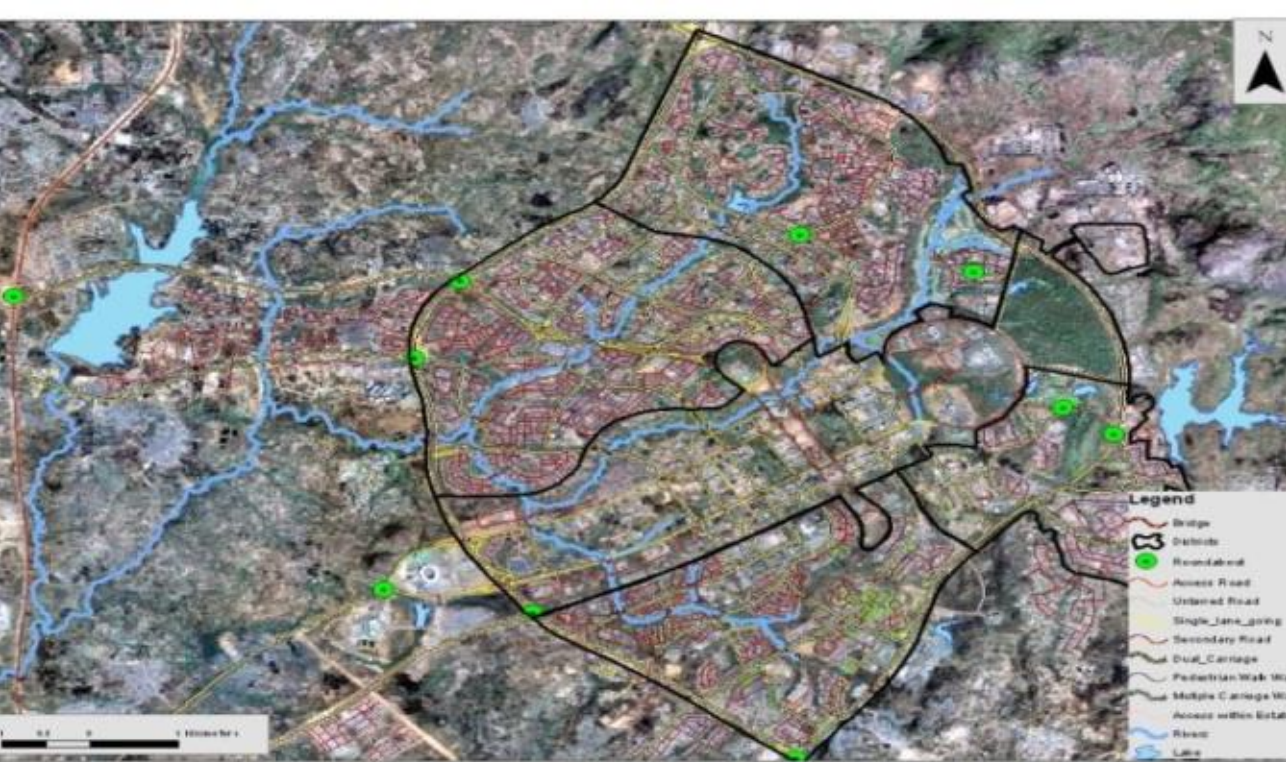 N
Legend
Bridge
Districts
Roundabout
Access Road
Untarred Road
Single_lane_going
Secondary Road
Dual_Carriage
Pedestrian Walk
Multiple Carriage
Access within
Rivers
Lake
Kilometers